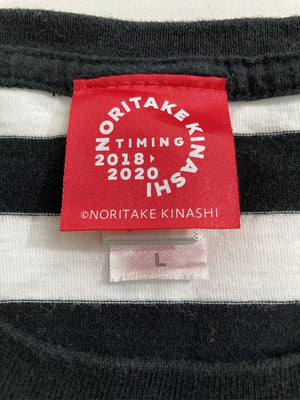 NORITAKE KINASHI
TIMING
2018▸
2020
©NORITAKE KINASHI
L